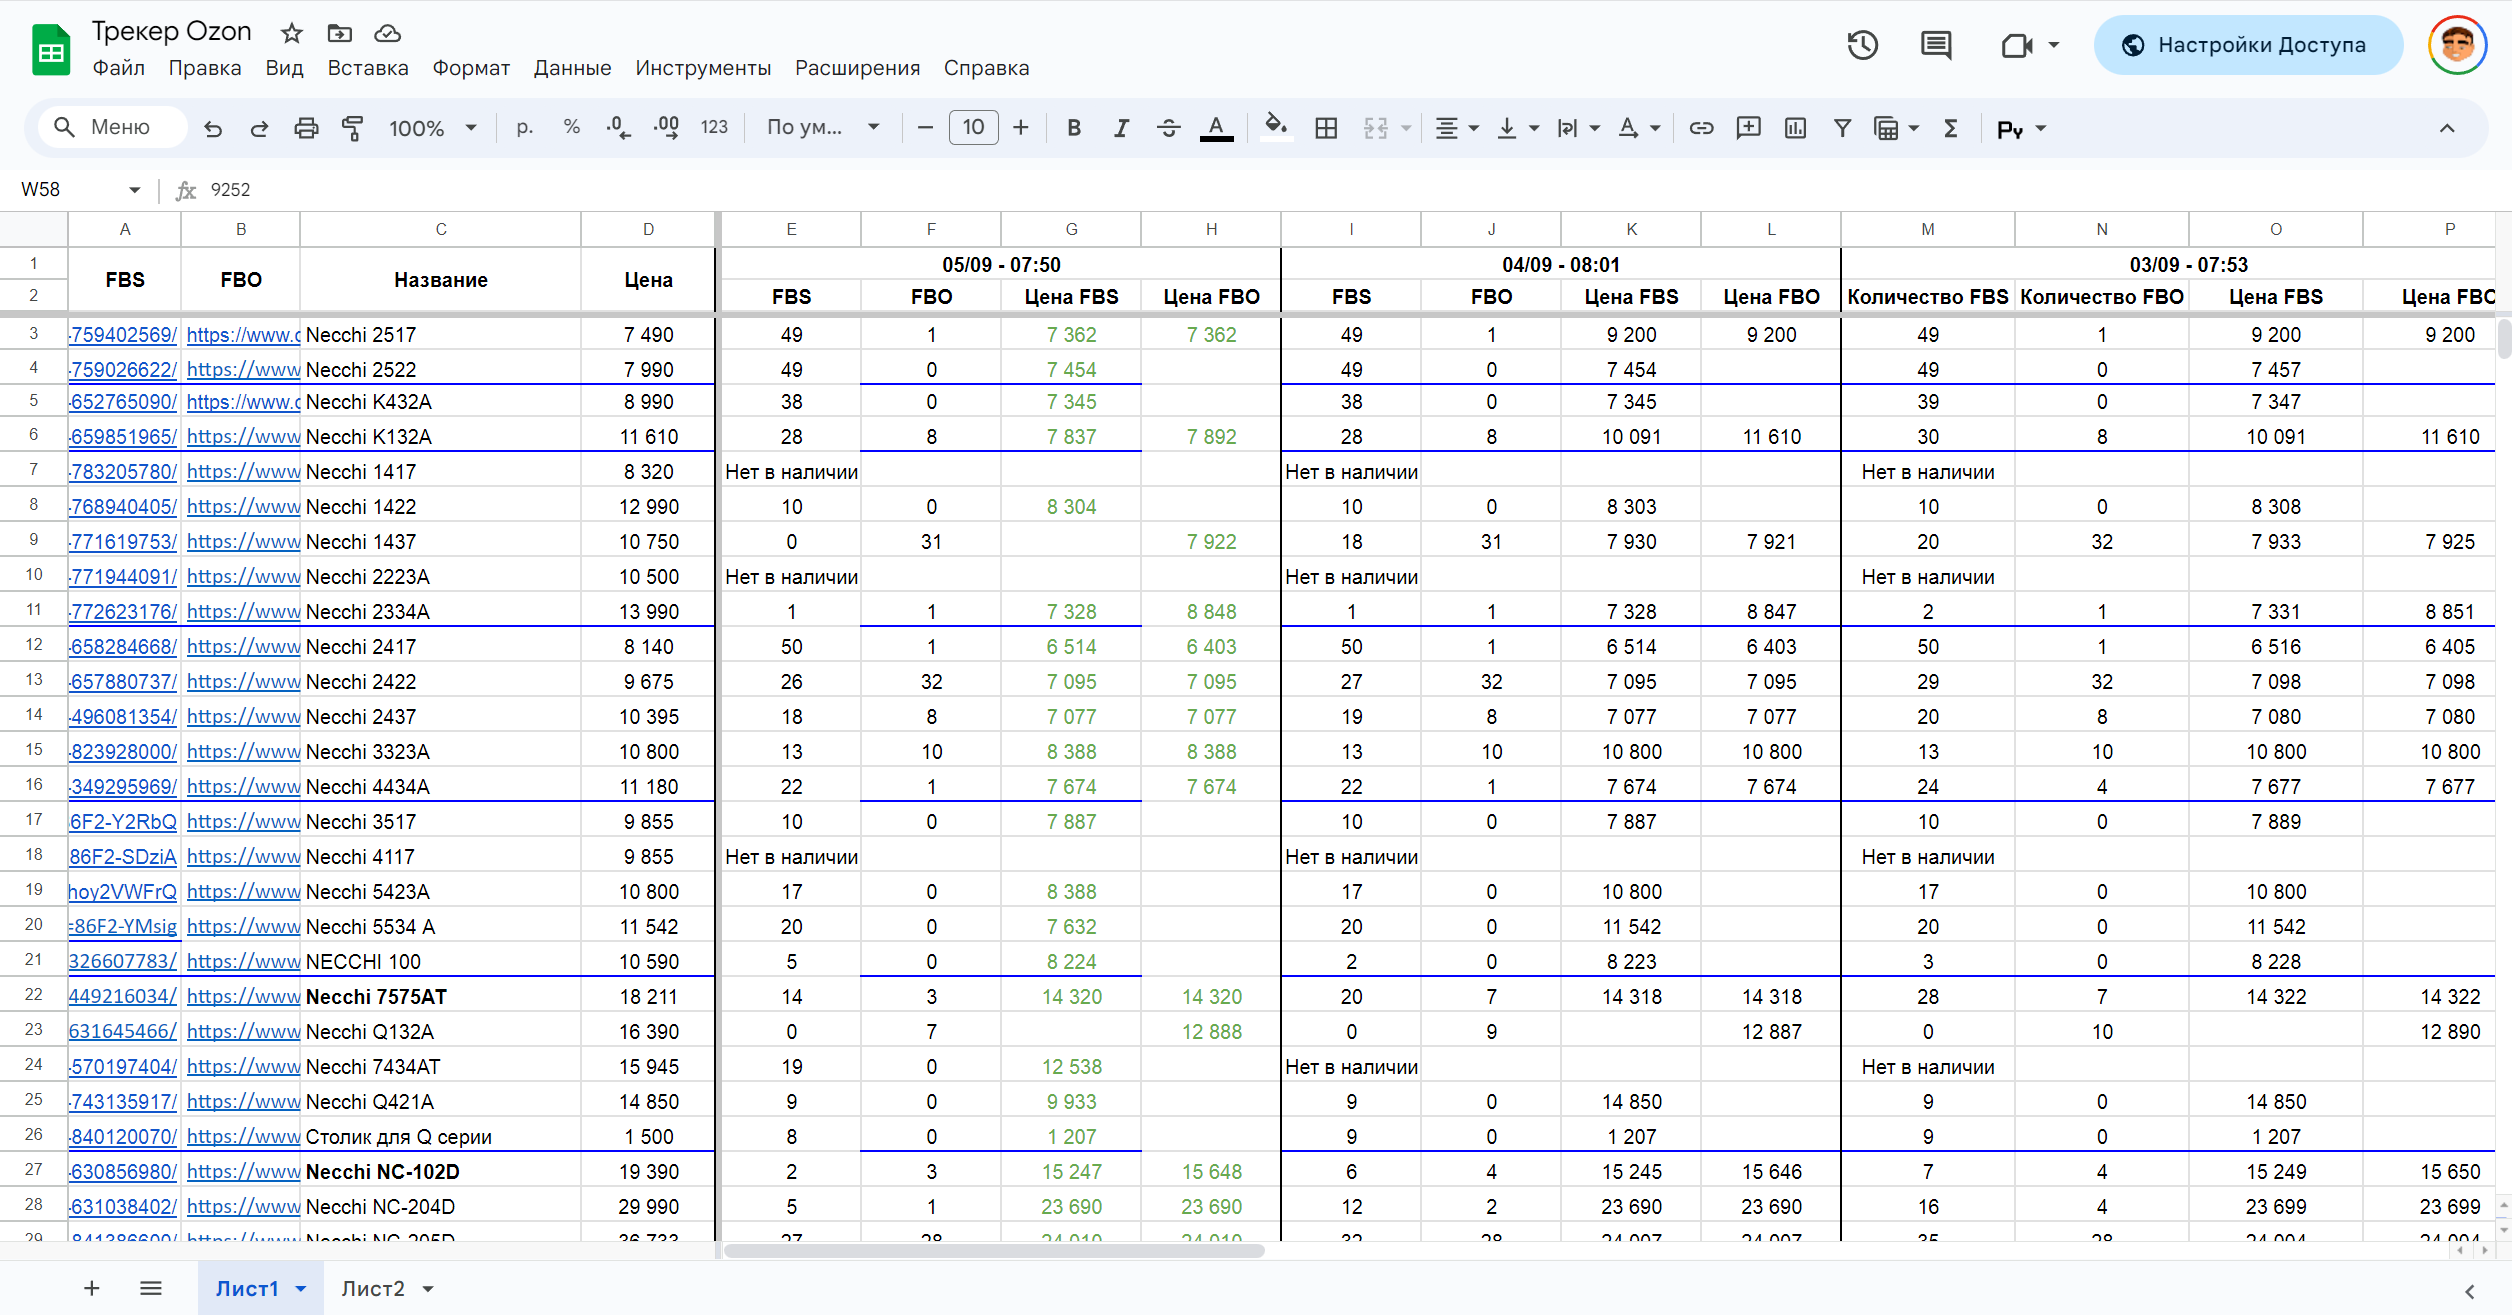 Трекер Ozon
Файл Правка Вид Вставка Формат Данные Инструменты Расширения Справка
Настройки Доступа
Меню 100% р. % .0 .00 123 По ум... 10 B I A Σ Py
W58 fx 9252
A B C D E F G H I J K L M N O P
1 FBS FBO Название Цена 05/09 - 07:50 04/09 - 08:01 03/09 - 07:53
2 FBS FBO Цена FBS Цена FBO FBS FBO Цена FBS Цена FBO Количество FBS Количество FBO Цена FBS Цена FBO
3 -759402569/ https://www.o Necchi 2517 7 490 49 1 7 362 7 362 49 1 9 200 9 200 49 1 9 200 9 200
4 -759026622/ https://www Necchi 2522 7 990 49 0 7 454 49 0 7 454 49 0 7 457
5 -652765090/ https://www.o Necchi K432A 8 990 38 0 7 345 38 0 7 345 39 0 7 347
6 -659851965/ https://www Necchi K132A 11 610 28 8 7 837 7 892 28 8 10 091 11 610 30 8 10 091 11 610
7 -783205780/ https://www Necchi 1417 8 320 Нет в наличии Нет в наличии Нет в наличии
8 -768940405/ https://www Necchi 1422 12 990 10 0 8 304 10 0 8 303 10 0 8 308
9 -771619753/ https://www Necchi 1437 10 750 0 31 7 922 18 31 7 930 7 921 20 32 7 933 7 925
10 -771944091/ https://www Necchi 2223A 10 500 Нет в наличии Нет в наличии Нет в наличии
11 -772623176/ https://www Necchi 2334A 13 990 1 1 7 328 8 848 1 1 7 328 8 847 2 1 7 331 8 851
12 -658284668/ https://www Necchi 2417 8 140 50 1 6 514 6 403 50 1 6 514 6 403 50 1 6 516 6 405
13 -657880737/ https://www Necchi 2422 9 675 26 32 7 095 7 095 27 32 7 095 7 095 29 32 7 098 7 098
14 -496081354/ https://www Necchi 2437 10 395 18 8 7 077 7 077 19 8 7 077 7 077 20 8 7 080 7 080
15 -823928000/ https://www Necchi 3323A 10 800 13 10 8 388 8 388 13 10 10 800 10 800 13 10 10 800 10 800
16 -349295969/ https://www Necchi 4434A 11 180 22 1 7 674 7 674 22 1 7 674 7 674 24 4 7 677 7 677
17 6F2-Y2RbQ https://www Necchi 3517 9 855 10 0 7 887 10 0 7 887 10 0 7 889
18 86F2-SDziA https://www Necchi 4117 9 855 Нет в наличии Нет в наличии Нет в наличии
19 hoy2VWFrQ https://www Necchi 5423A 10 800 17 0 8 388 17 0 10 800 17 0 10 800
20 =86F2-YMsig https://www Necchi 5534 A 11 542 20 0 7 632 20 0 11 542 20 0 11 542
21 326607783/ https://www NECCHI 100 10 590 5 0 8 224 2 0 8 223 3 0 8 228
22 449216034/ https://www Necchi 7575AT 18 211 14 3 14 320 14 320 20 7 14 318 14 318 28 7 14 322 14 322
23 631645466/ https://www Necchi Q132A 16 390 0 7 12 888 0 9 12 887 0 10 12 890
24 -570197404/ https://www Necchi 7434AT 15 945 19 0 12 538 Нет в наличии Нет в наличии
25 -743135917/ https://www Necchi Q421A 14 850 9 0 9 933 9 0 14 850 9 0 14 850
26 -840120070/ https://www Столик для Q серии 1 500 8 0 1 207 9 0 1 207 9 0 1 207
27 -630856980/ https://www Necchi NC-102D 19 390 2 3 15 247 15 648 6 4 15 245 15 646 7 4 15 249 15 650
28 -631038402/ https://www Necchi NC-204D 29 990 5 1 23 690 23 690 12 2 23 690 23 690 16 4 23 699 23 699
29 https://www Necchi NC-205D 36 733 27 28 24 010 24 010 32 28 24 007 24 007 35 28 24 004 24 004
+ Лист1 Лист2